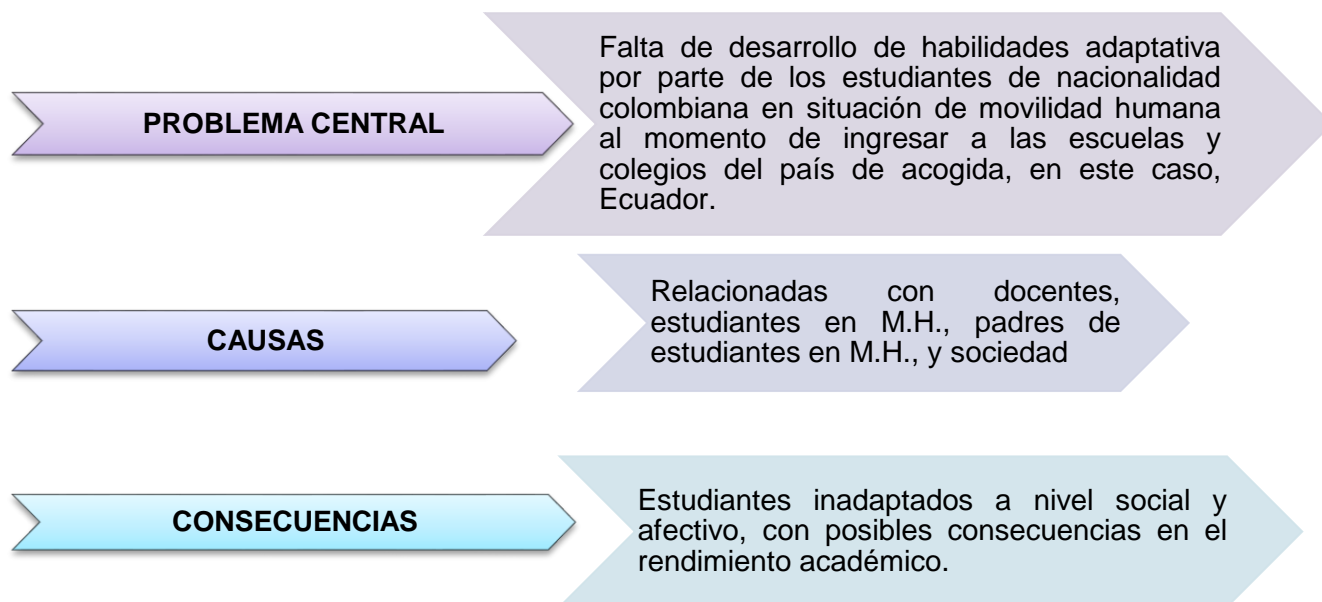 PROBLEMA CENTRAL
Falta de desarrollo de habilidades adaptativa
por parte de los estudiantes de nacionalidad
colombiana en situación de movilidad humana
al momento de ingresar a las escuelas y
colegios del país de acogida, en este caso,
Ecuador.
CAUSAS
Relacionadas con docentes,
estudiantes en M.H., padres de
estudiantes en M.H., y sociedad
CONSECUENCIAS
Estudiantes inadaptados a nivel social y
afectivo, con posibles consecuencias en el
rendimiento académico.